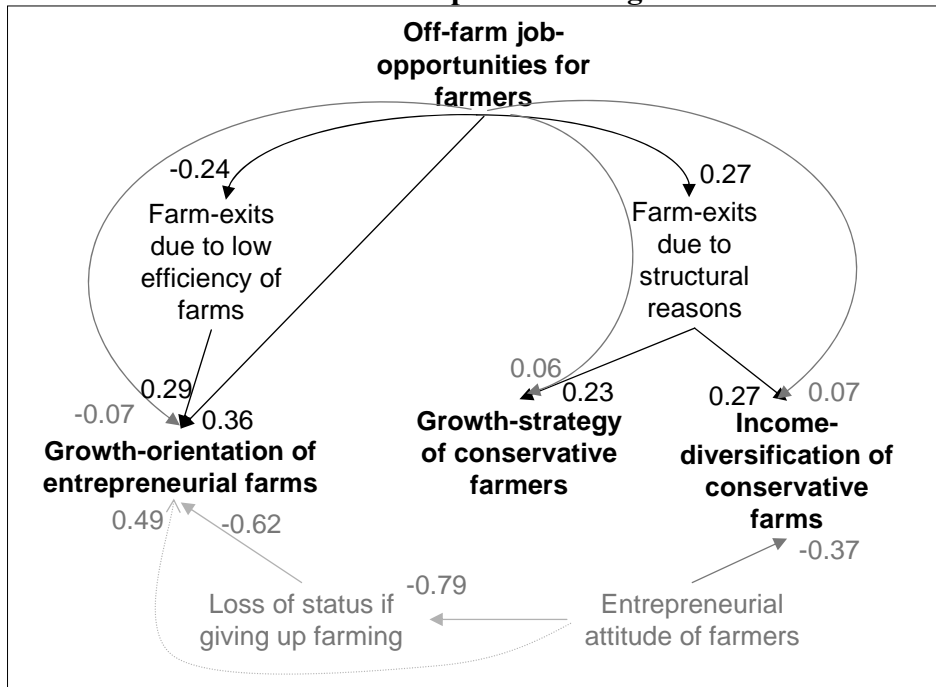 Off-farm job-
opportunities for
farmers
-0.24
0.27
Farm-exits
due to low
efficiency of
farms
Farm-exits
due to
structural
reasons
0.06
0.29
0.23
0.27
0.07
-0.07
0.36
Growth-orientation of
entrepreneurial farms
Growth-strategy
of conservative
farmers
Income-
diversification of
conservative
farms
0.49
-0.62
-0.37
-0.79
Loss of status if
giving up farming
Entrepreneurial
attitude of farmers